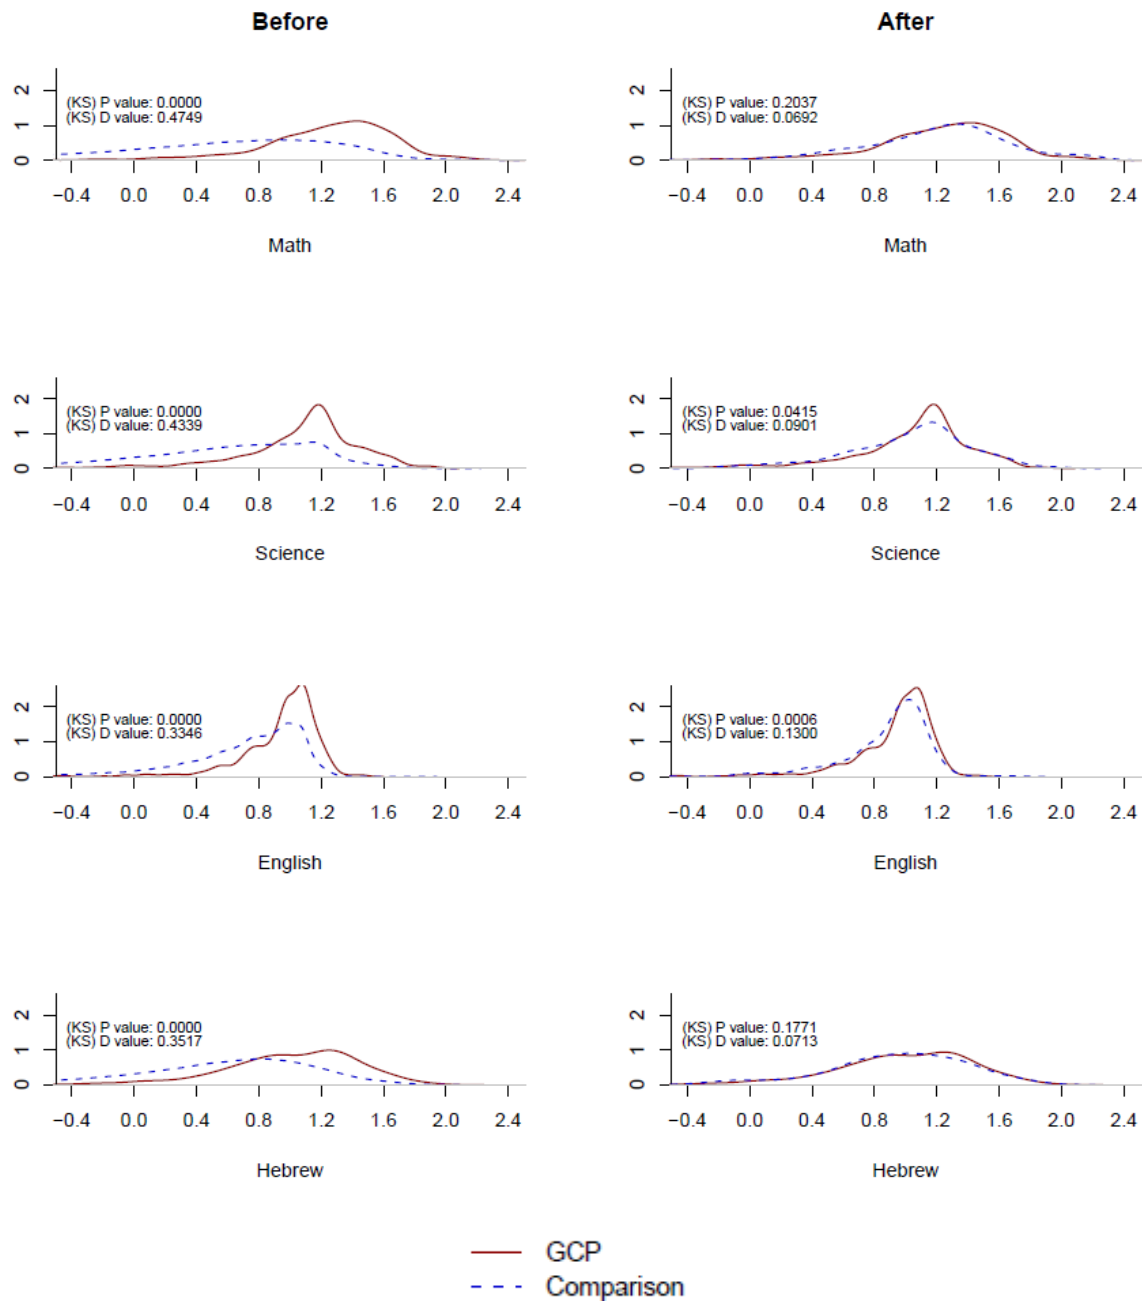 Before
After
2
1
0
(KS) P value: 0.0000
(KS) D value: 0.4749
−0.4 0.0 0.4 0.8 1.2 1.6 2.0 2.4
Math
2
1
0
(KS) P value: 0.2037
(KS) D value: 0.0692
−0.4 0.0 0.4 0.8 1.2 1.6 2.0 2.4
Math
2
1
0
(KS) P value: 0.0000
(KS) D value: 0.4339
−0.4 0.0 0.4 0.8 1.2 1.6 2.0 2.4
Science
2
1
0
(KS) P value: 0.0415
(KS) D value: 0.0901
−0.4 0.0 0.4 0.8 1.2 1.6 2.0 2.4
Science
2
1
0
(KS) P value: 0.0000
(KS) D value: 0.3346
−0.4 0.0 0.4 0.8 1.2 1.6 2.0 2.4
English
2
1
0
(KS) P value: 0.0006
(KS) D value: 0.1300
−0.4 0.0 0.4 0.8 1.2 1.6 2.0 2.4
English
2
1
0
(KS) P value: 0.0000
(KS) D value: 0.3517
−0.4 0.0 0.4 0.8 1.2 1.6 2.0 2.4
Hebrew
2
1
0
(KS) P value: 0.1771
(KS) D value: 0.0713
−0.4 0.0 0.4 0.8 1.2 1.6 2.0 2.4
Hebrew
GCP
Comparison